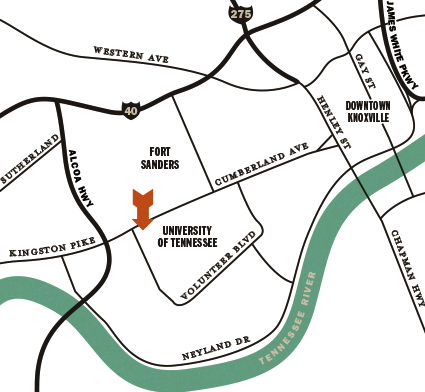 275
JAMES WHITE PKWY
WESTERN AVE
GAY ST
40
HENLEY ST
DOWNTOWN
KNOXVILLE
SUTHERLAND
FORT
SANDERS
ALCOA HWY
CUMBERLAND AVE
UNIVERSITY
OF TENNESSEE
KINGSTON PIKE
VOLUNTEER BLVD
CHAPMAN HWY
TENNESSEE RIVER
NEYLAND DR